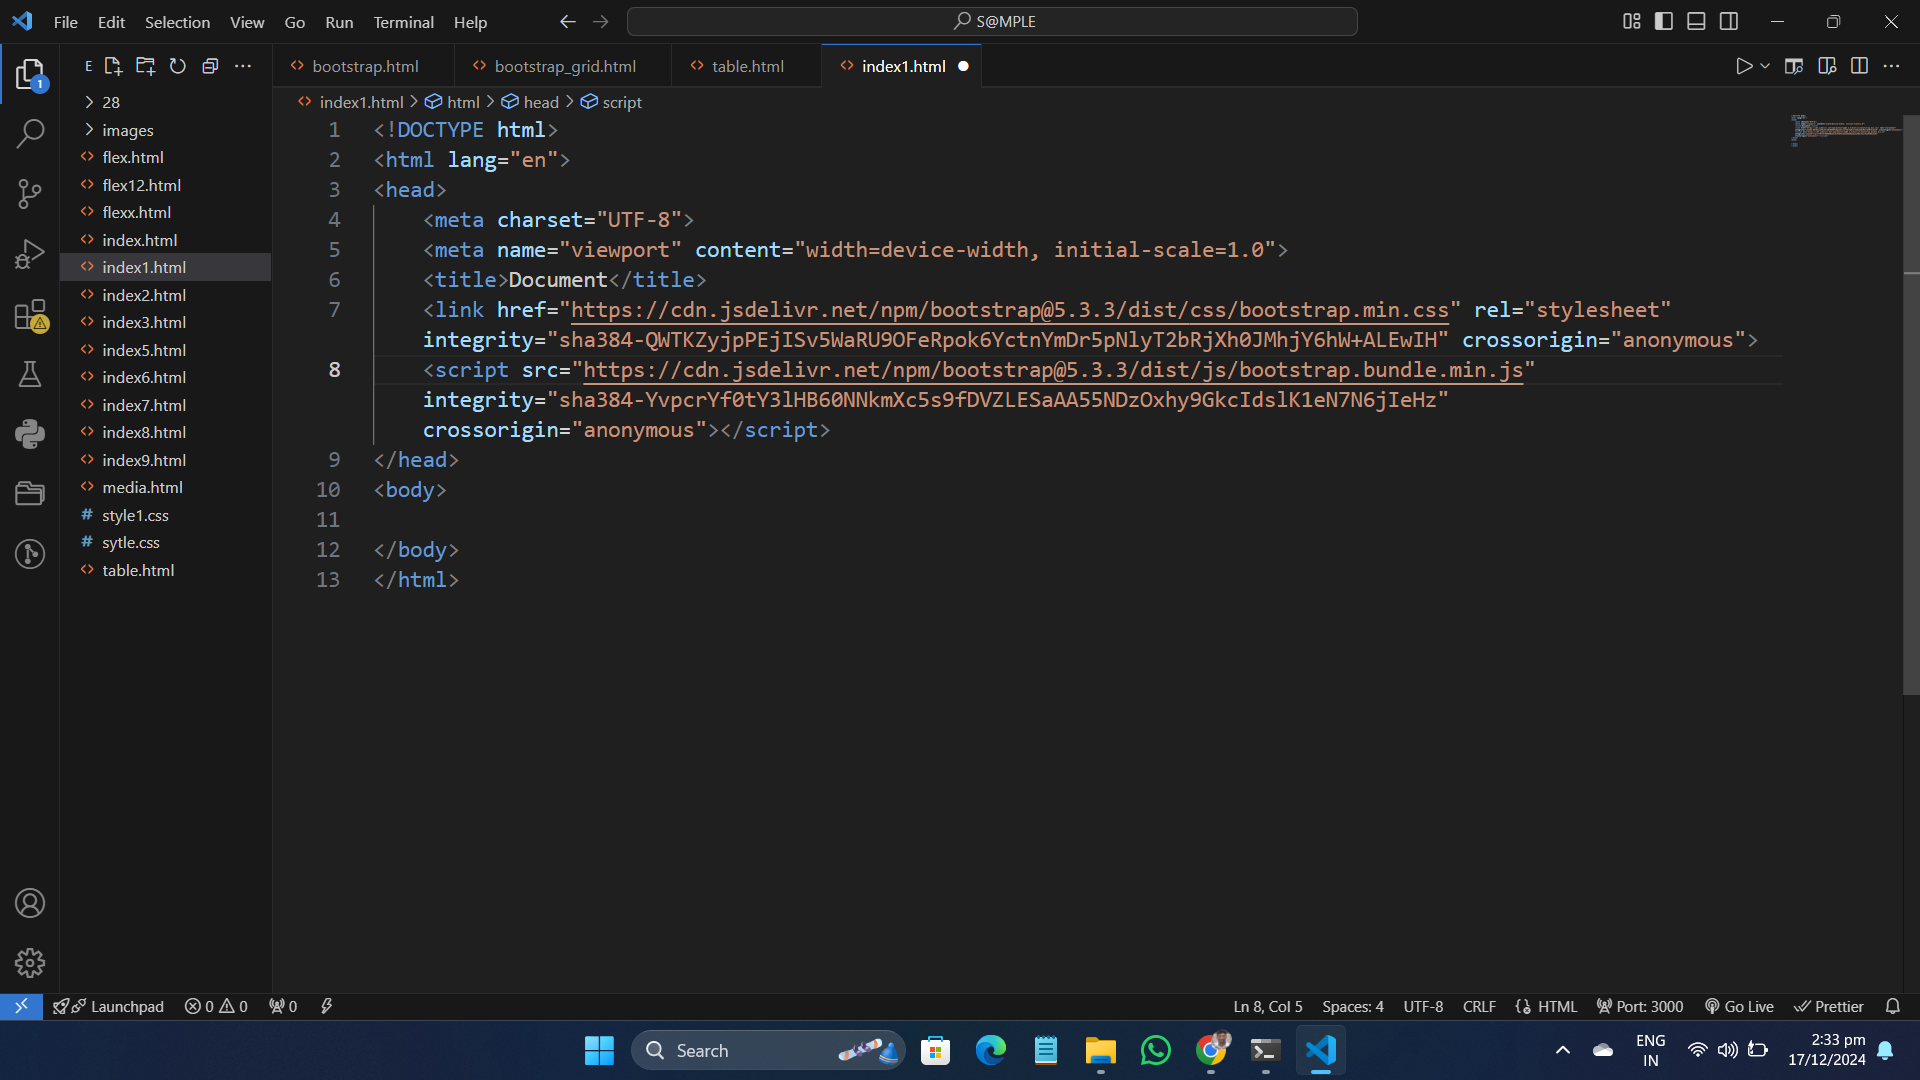 File Edit Selection View Go Run Terminal Help S@MPLE
E
28
images
flex.html
flex12.html
flexx.html
index.html
index1.html
index2.html
index3.html
index5.html
index6.html
index7.html
index8.html
index9.html
media.html
style1.css
sytle.css
table.html
1
bootstrap.html bootstrap_grid.html table.html index1.html
index1.html > html > head > script
1 <!DOCTYPE html>
2 <html lang="en">
3 <head>
4 <meta charset="UTF-8">
5 <meta name="viewport" content="width=device-width, initial-scale=1.0">
6 <title>Document</title>
7 <link href="https://cdn.jsdelivr.net/npm/bootstrap@5.3.3/dist/css/bootstrap.min.css" rel="stylesheet"
integrity="sha384-QWTKZyjpPEjISv5WaRU9OFeRpok6YctnYmDr5pNlyT2bRjXh0JMhjY6hW+ALEwIH" crossorigin="anonymous">
8 <script src="https://cdn.jsdelivr.net/npm/bootstrap@5.3.3/dist/js/bootstrap.bundle.min.js"
integrity="sha384-YvpcrYf0tY3lHB60NNkmXc5s9fDVZLESaAA55NDzOxhy9GkcIdslK1eN7N6jIeHz"
crossorigin="anonymous"></script>
9 </head>
10 <body>
11
12 </body>
13 </html>
Launchpad 0 0 0 Ln 8, Col 5 Spaces: 4 UTF-8 CRLF HTML Port: 3000 Go Live Prettier
Search
ENG
IN
2:33 pm
17/12/2024